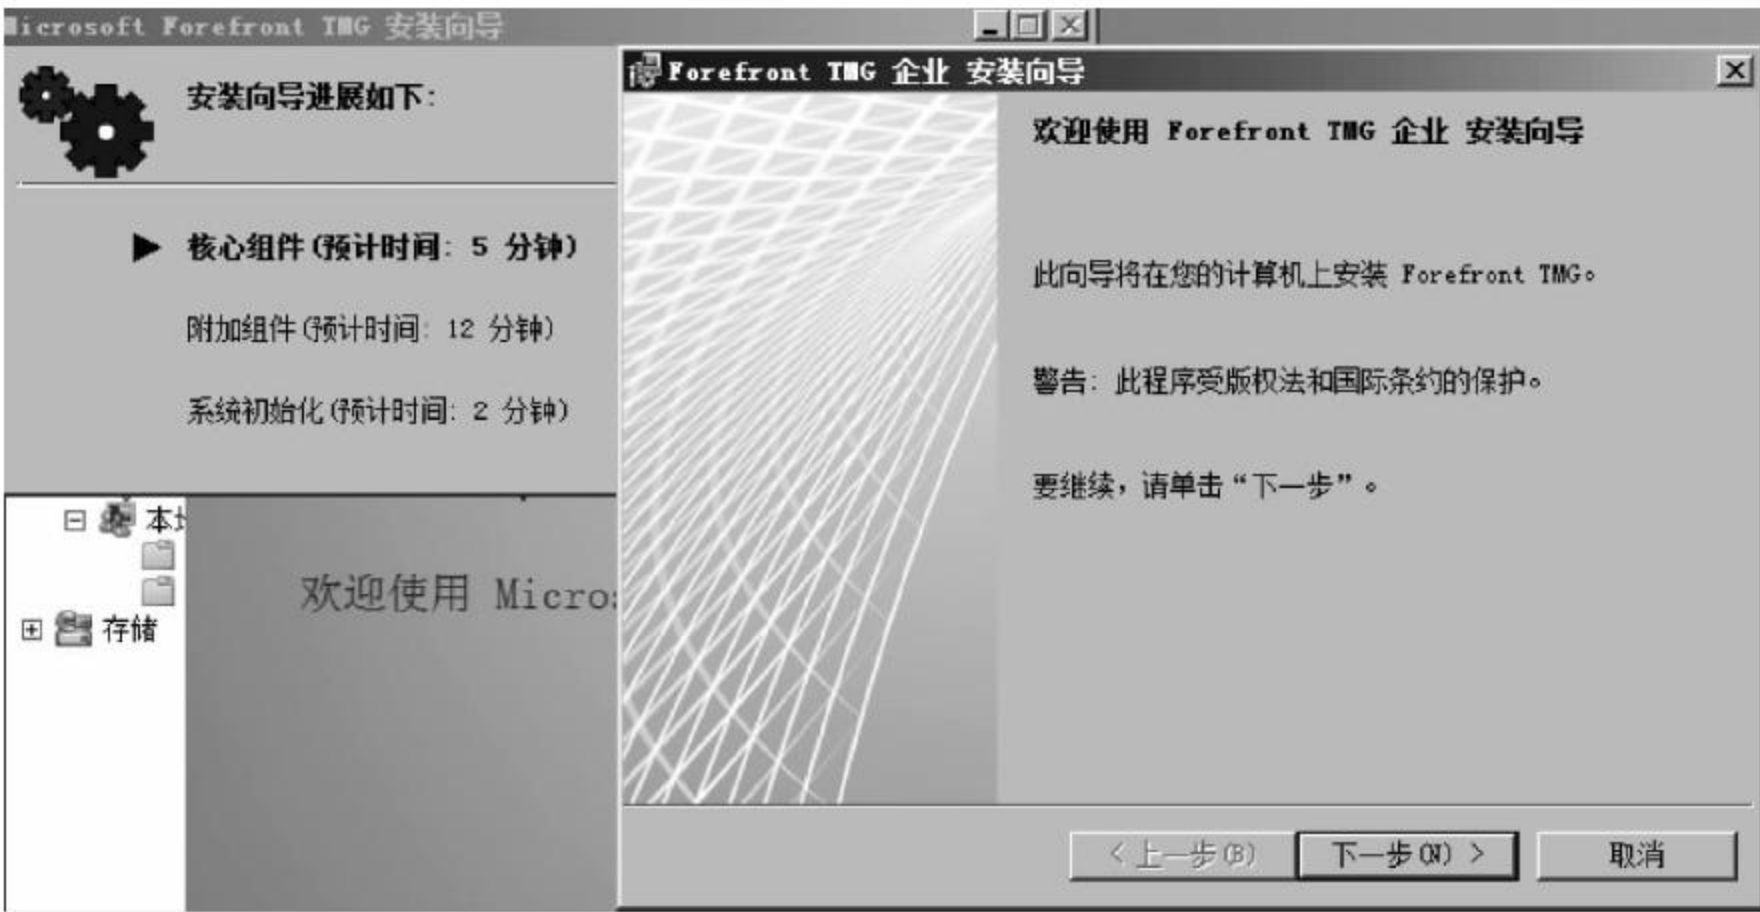 Microsoft Forefront TMG 安装向导
安装向导进展如下:
核心组件(预计时间: 5 分钟)
附加组件(预计时间: 12 分钟)
系统初始化(预计时间: 2 分钟)
本
存储
欢迎使用 Micro
Forefront TMG 企业 安装向导
欢迎使用 Forefront TMG 企业 安装向导
此向导将在您的计算机上安装 Forefront TMG。
警告: 此程序受版权法和国际条约的保护。
要继续，请单击“下一步”。
< 上一步(B)
下一步(N) >
取消